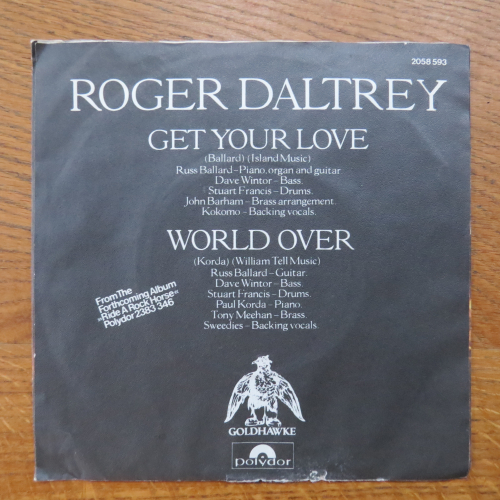 2058 593
ROGER DALTREY
GET YOUR LOVE
(Ballard) (Island Music)
Russ Ballard – Piano, organ and guitar
Dave Wintor – Bass.
Stuart Francis – Drums.
John Barham – Brass arrangement.
Kokomo – Backing vocals.
WORLD OVER
(Korda) (William Tell Music)
Russ Ballard – Guitar.
Dave Wintor – Bass.
Stuart Francis – Drums.
Paul Korda – Piano.
Tony Meehan – Brass.
Sweedies – Backing vocals.
From The
Forthcoming Album
»Ride A Rock Horse«
Polydor 2383 346
GOLDHAWKE
polydor